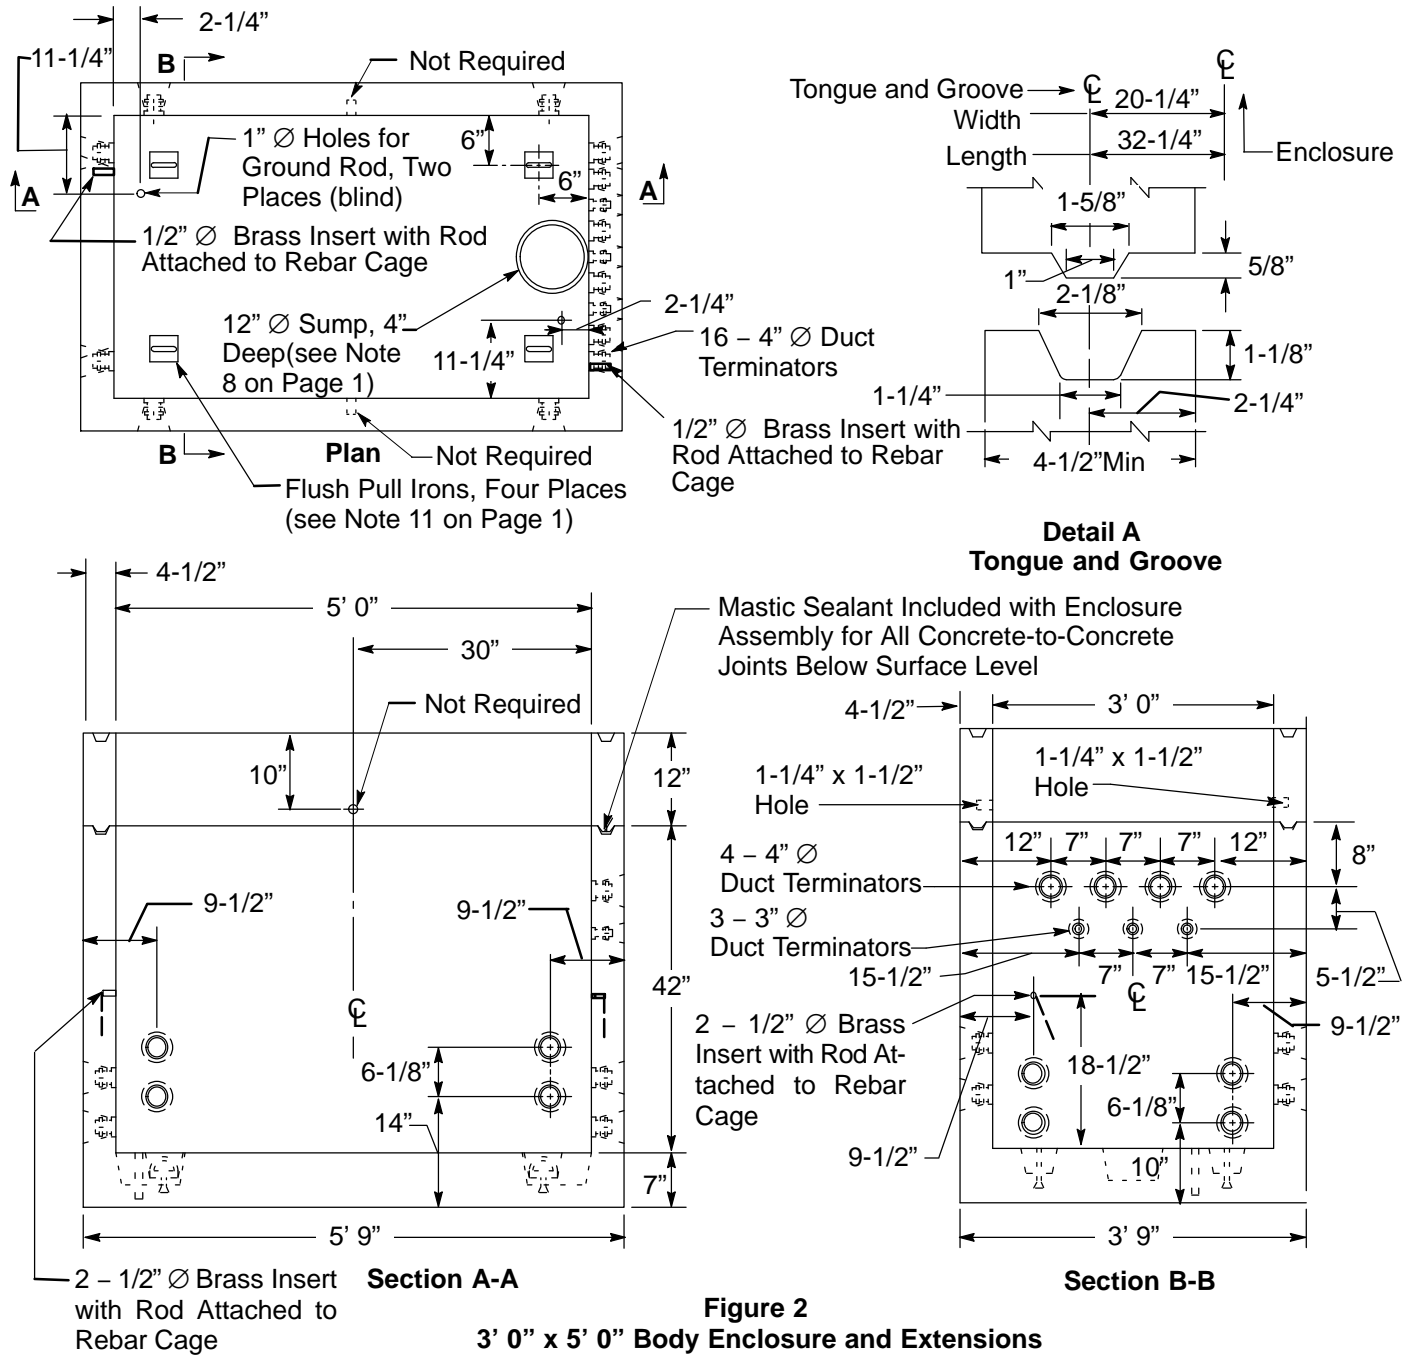 2-1/4”
11-1/4”
B
Not Required
1” ∅ Holes for
Ground Rod, Two
Places (blind)
6”
6”
A
A
1/2” ∅ Brass Insert with Rod
Attached to Rebar Cage
12” ∅ Sump, 4”
Deep(see Note
8 on Page 1)
11-1/4”
2-1/4”
16 – 4” ∅ Duct
Terminators
1/2” ∅ Brass Insert with
Rod Attached to Rebar
Cage
B
Plan
Not Required
Flush Pull Irons, Four Places
(see Note 11 on Page 1)
℄
℄
Tongue and Groove
Width
Length
20-1/4”
32-1/4”
Enclosure
1-5/8”
1”
5/8”
2-1/8”
1-1/8”
1-1/4”
2-1/4”
4-1/2”Min
Detail A
Tongue and Groove
4-1/2”
5’ 0”
30”
Not Required
Mastic Sealant Included with Enclosure
Assembly for All Concrete-to-Concrete
Joints Below Surface Level
10”
12”
9-1/2”
9-1/2”
42”
℄
6-1/8”
14”
7”
5’ 9”
2 – 1/2” ∅ Brass Insert
with Rod Attached to
Rebar Cage
Section A-A
4-1/2”
3’ 0”
1-1/4” x 1-1/2”
Hole
1-1/4” x 1-1/2”
Hole
12” 7” 7” 7” 12”
8”
4 – 4” ∅
Duct Terminators
3 – 3” ∅
Duct Terminators
15-1/2” 7” 7” 15-1/2”
5-1/2”
℄
9-1/2”
2 – 1/2” ∅ Brass
Insert with Rod At-
tached to Rebar
Cage
18-1/2”
6-1/8”
9-1/2”
10”
3’ 9”
Section B-B
Figure 2
3’ 0” x 5’ 0” Body Enclosure and Extensions